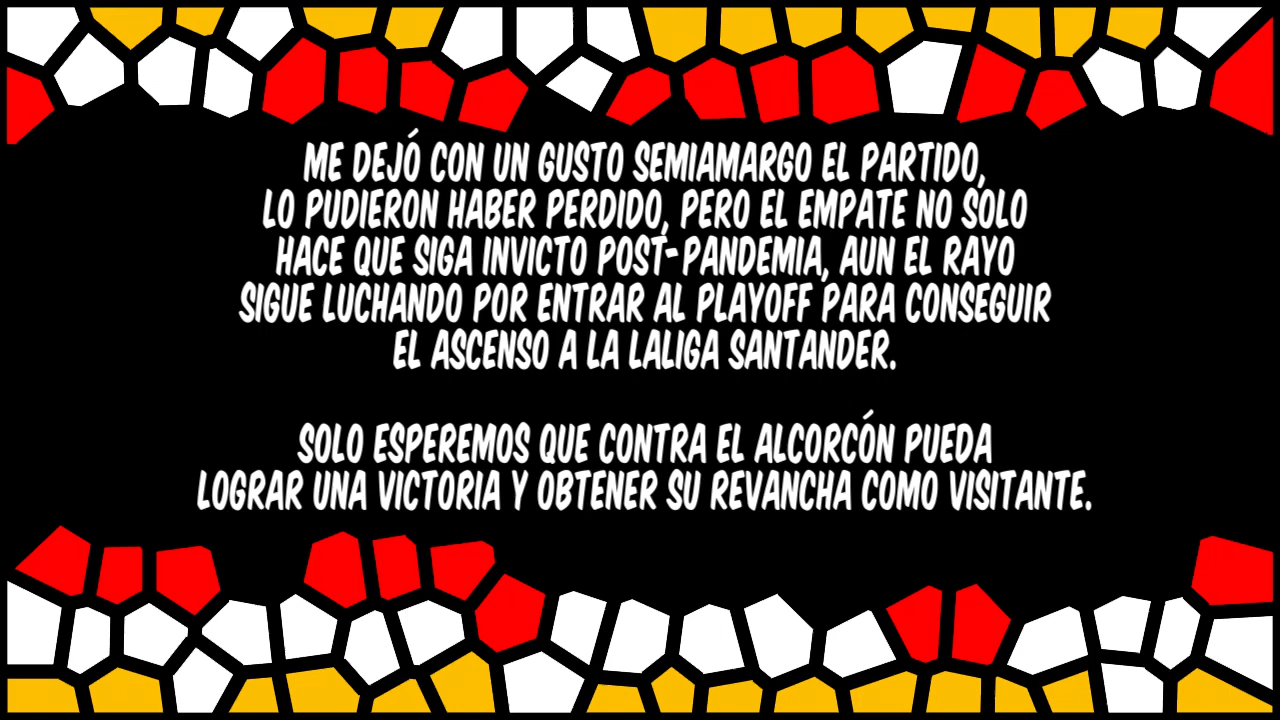 ME DEJÓ CON UN GUSTO SEMIAMARGO EL PARTIDO,
LO PUDIERON HABER PERDIDO, PERO EL EMPATE NO SOLO
HACE QUE SIGA INVICTO POST-PANDEMIA, AUN EL RAYO
SIGUE LUCHANDO POR ENTRAR AL PLAYOFF PARA CONSEGUIR
EL ASCENSO A LA LALIGA SANTANDER.
SOLO ESPEREMOS QUE CONTRA EL ALCORCÓN PUEDA
LOGRAR UNA VICTORIA Y OBTENER SU REVANCHA COMO VISITANTE.